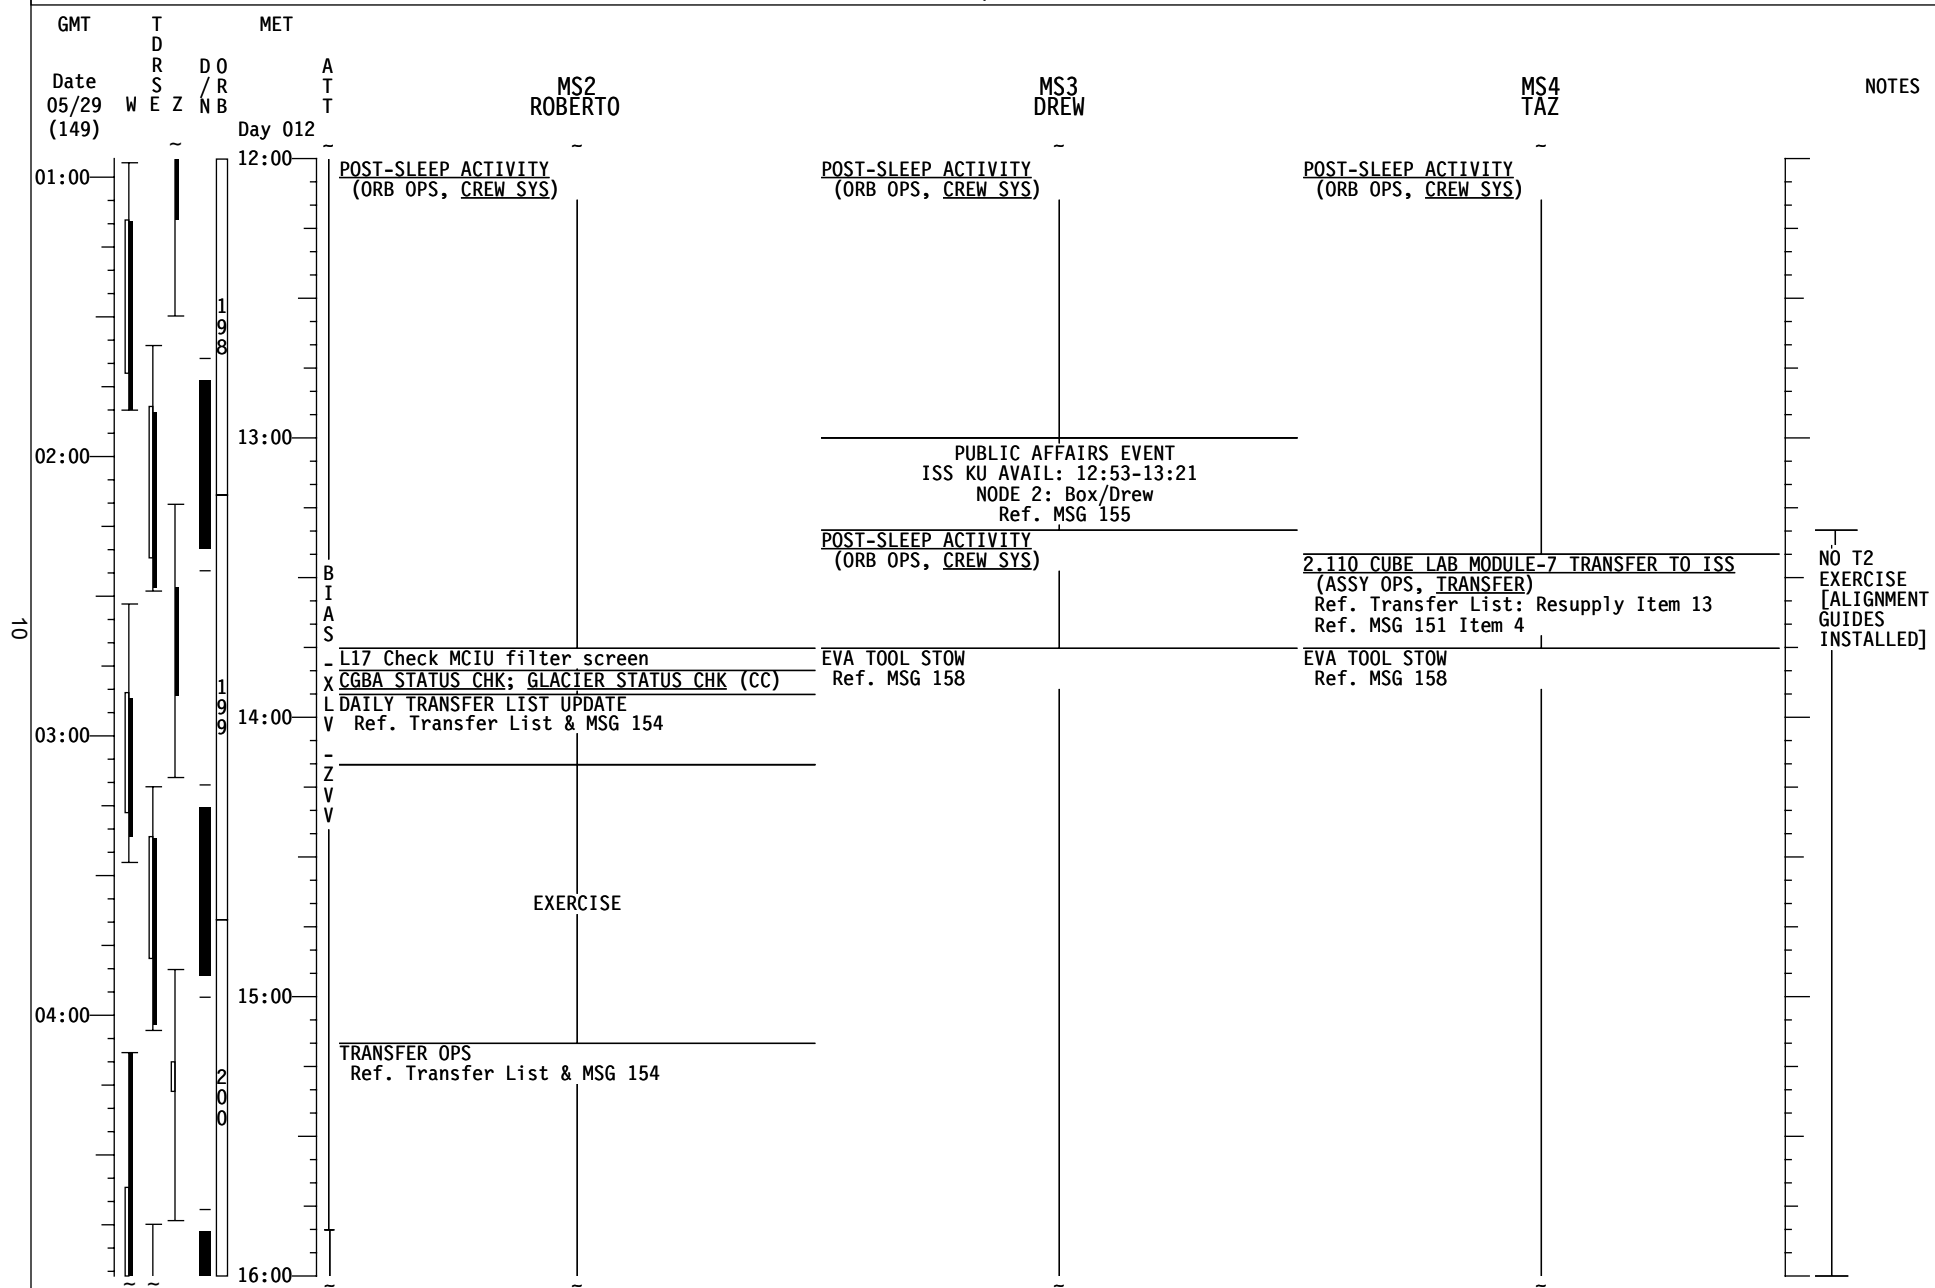 GMT
T
D
R
S
E
MET
Date
05/29
(149)
W
Z
D
/
N
O
R
B
A
T
T
Day 012
MS2
ROBERTO
MS3
DREW
MS4
TAZ
NOTES
~
~
~
~
~
01:00
02:00
03:00
04:00
198
199
200
12:00
13:00
14:00
15:00
16:00
B
I
A
S
-
X
L
V
-
Z
V
V
POST-SLEEP ACTIVITY
(ORB OPS, CREW SYS)
L17 Check MCIU filter screen
CGBA STATUS CHK; GLACIER STATUS CHK (CC)
DAILY TRANSFER LIST UPDATE
Ref. Transfer List & MSG 154
EXERCISE
TRANSFER OPS
Ref. Transfer List & MSG 154
POST-SLEEP ACTIVITY
(ORB OPS, CREW SYS)
PUBLIC AFFAIRS EVENT
ISS KU AVAIL: 12:53-13:21
NODE 2: Box/Drew
Ref. MSG 155
POST-SLEEP ACTIVITY
(ORB OPS, CREW SYS)
EVA TOOL STOW
Ref. MSG 158
POST-SLEEP ACTIVITY
(ORB OPS, CREW SYS)
2.110 CUBE LAB MODULE-7 TRANSFER TO ISS
(ASSY OPS, TRANSFER)
Ref. Transfer List: Resupply Item 13
Ref. MSG 151 Item 4
EVA TOOL STOW
Ref. MSG 158
NO T2
EXERCISE
[ALIGNMENT
GUIDES
INSTALLED]
~
~
~
~
~
~
10